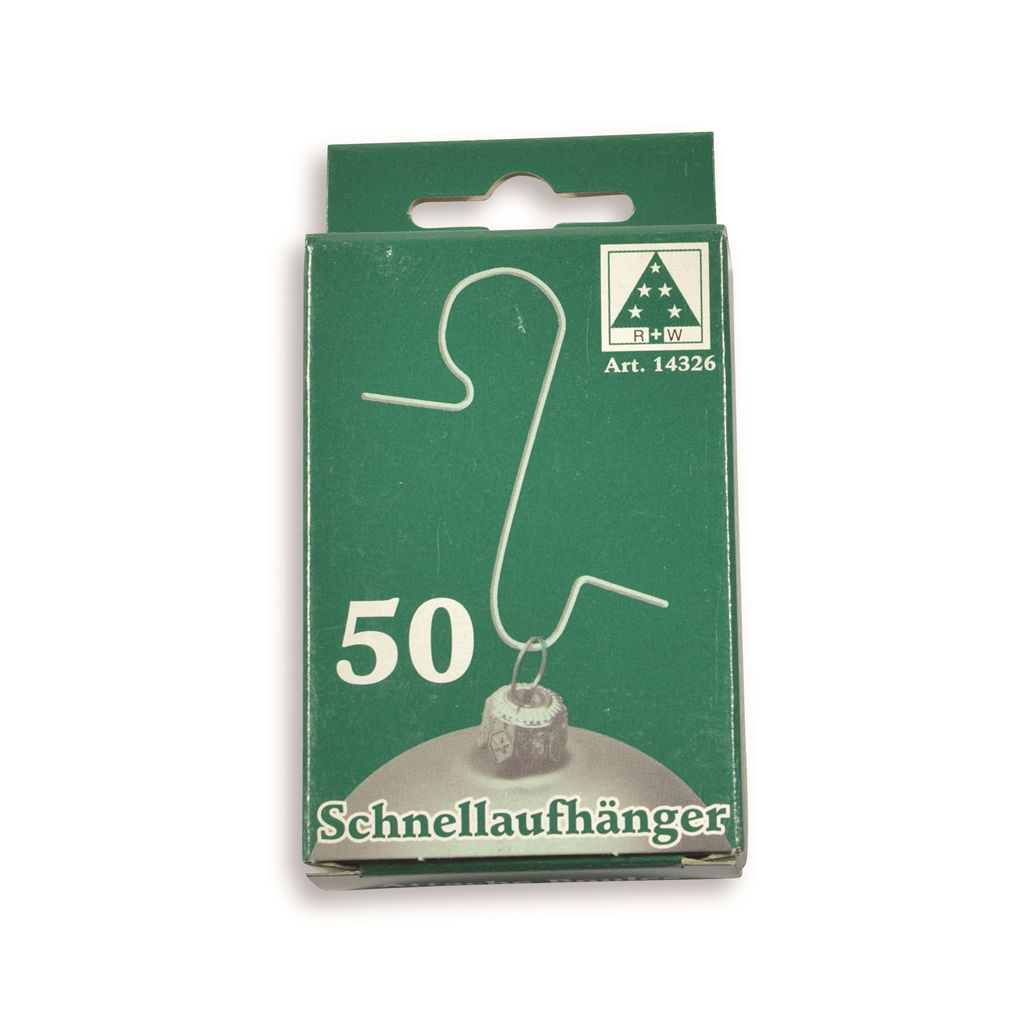 R+W
Art. 14326
50
Schnellaufhänger